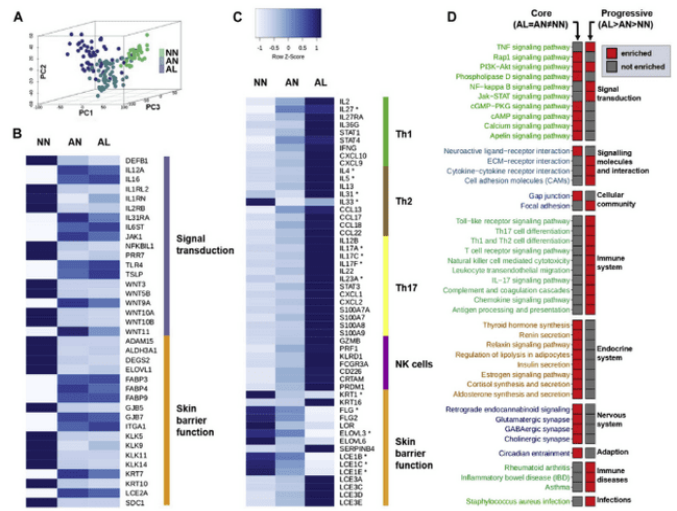 A
PC2
PC1
PC3
NN
AN
AL
B
NN AN AL
DEFB1
IL12A
IL16
IL1RL2
IL1RN
IL2RB
IL31RA
IL6ST
JAK1
NFKBIL1
PRR7
TLR4
TSLP
WNT3
WNT5B
WNT9A
WNT10A
WNT10B
WNT11
ADAM15
ALDH3A1
DEGS2
ELOVL1
FABP3
FABP4
FABP9
GJB5
GJB7
ITGA1
KLK5
KLK9
KLK11
KLK14
KRT7
KRT10
LCE2A
SDC1
Signal
transduction
Skin
barrier
function
C
-1 0 1
Row Z-Score
NN AN AL
IL2
IL27 *
IL27RA
IL36G
STAT1
STAT4
IFNG
CXCL10
CXCL9
IL4 *
IL5 *
IL13
IL31 *
IL33 *
CCL13
CCL17
CCL18
CCL22
IL12B
IL17A *
IL17C *
IL17F *
IL22
IL23A *
STAT3
CXCL1
CXCL2
S100A7A
S100A7
S100A8
S100A9
GZMB
PRF1
KLRD1
FCGR3A
CD226
CRTAM
PRDM1
KRT1 *
KRT16
FLG *
FLG2
LOR
ELOVL3 *
ELOVL6
SERPINB4
LCE1B *
LCE1C *
LCE1E *
LCE3A
LCE3C
LCE3D
LCE3E
Th1
Th2
Th17
NK cells
Skin
barrier
function
D
Core
(AL=AN≠NN)
Progressive
(AL>AN>NN)
enriched
not enriched
TNF signaling pathway
Rap1 signaling pathway
PI3K-Akt signaling pathway
Phospholipase D signaling pathway
NF-kappa B signaling pathway
Jak-STAT signaling pathway
cGMP-PKG signaling pathway
cAMP signaling pathway
Calcium signaling pathway
Apelin signaling pathway
Signal
transduction
Neuroactive ligand-receptor interaction
ECM-receptor interaction
Cytokine-cytokine receptor interaction
Cell adhesion molecules (CAMs)
Signalling
molecules
and interaction
Gap junction
Focal adhesion
Cellular
community
Toll-like receptor signaling pathway
Th17 cell differentiation
Th1 and Th2 cell differentiation
T cell receptor signaling pathway
Natural killer cell mediated cytotoxicity
Leukocyte transendothelial migration
IL-17 signaling pathway
Complement and coagulation cascades
Chemokine signaling pathway
Antigen processing and presentation
Immune
system
Thyroid hormone synthesis
Renin secretion
Relaxin signaling pathway
Regulation of lipolysis in adipocytes
Insulin secretion
Estrogen signaling pathway
Cortisol synthesis and secretion
Aldosterone synthesis and secretion
Endocrine
system
Retrograde endocannabinoid signaling
Glutamatergic synapse
GABAergic synapse
Cholinergic synapse
Nervous
system
Circadian entrainment
Adaption
Rheumatoid arthritis
Inflammatory bowel disease (IBD)
Asthma
Immune
diseases
Staphylococcus aureus infection
Infections